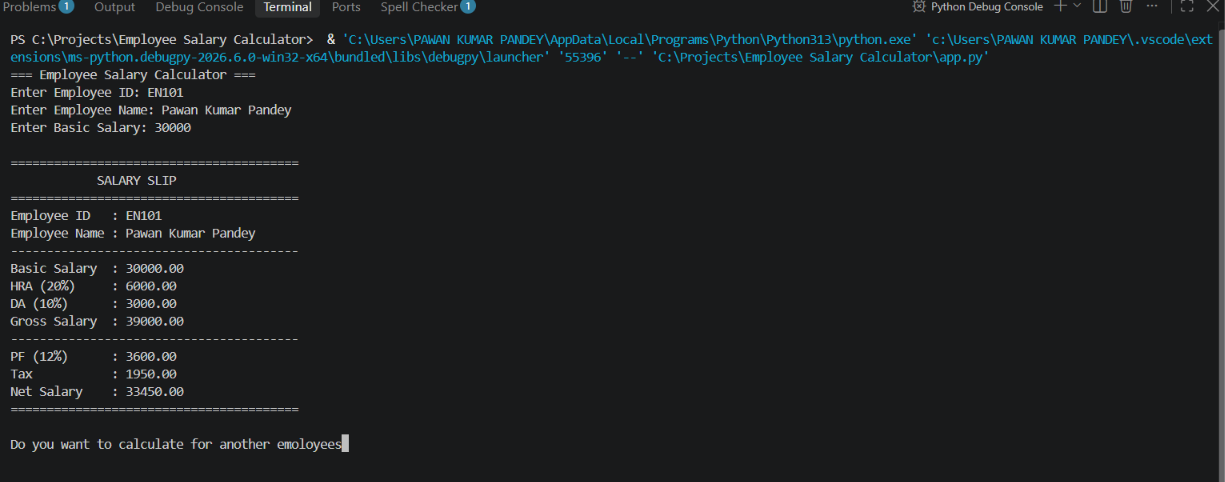 Problems 1 Output Debug Console Terminal Ports Spell Checker 1 Python Debug Console
PS C:\Projects\Employee Salary Calculator> & 'C:\Users\PAWAN KUMAR PANDEY\AppData\Local\Programs\Python\Python313\python.exe' 'c:\Users\PAWAN KUMAR PANDEY\.vscode\ext
ensions\ms-python.debugpy-2026.6.0-win32-x64\bundled\libs\debugpy\launcher' '55396' '--' 'C:\Projects\Employee Salary Calculator\app.py'
=== Employee Salary Calculator ===
Enter Employee ID: EN101
Enter Employee Name: Pawan Kumar Pandey
Enter Basic Salary: 30000
========================================
SALARY SLIP
========================================
Employee ID : EN101
Employee Name : Pawan Kumar Pandey
----------------------------------------
Basic Salary : 30000.00
HRA (20%) : 6000.00
DA (10%) : 3000.00
Gross Salary : 39000.00
----------------------------------------
PF (12%) : 3600.00
Tax : 1950.00
Net Salary : 33450.00
========================================
Do you want to calculate for another emoloyees